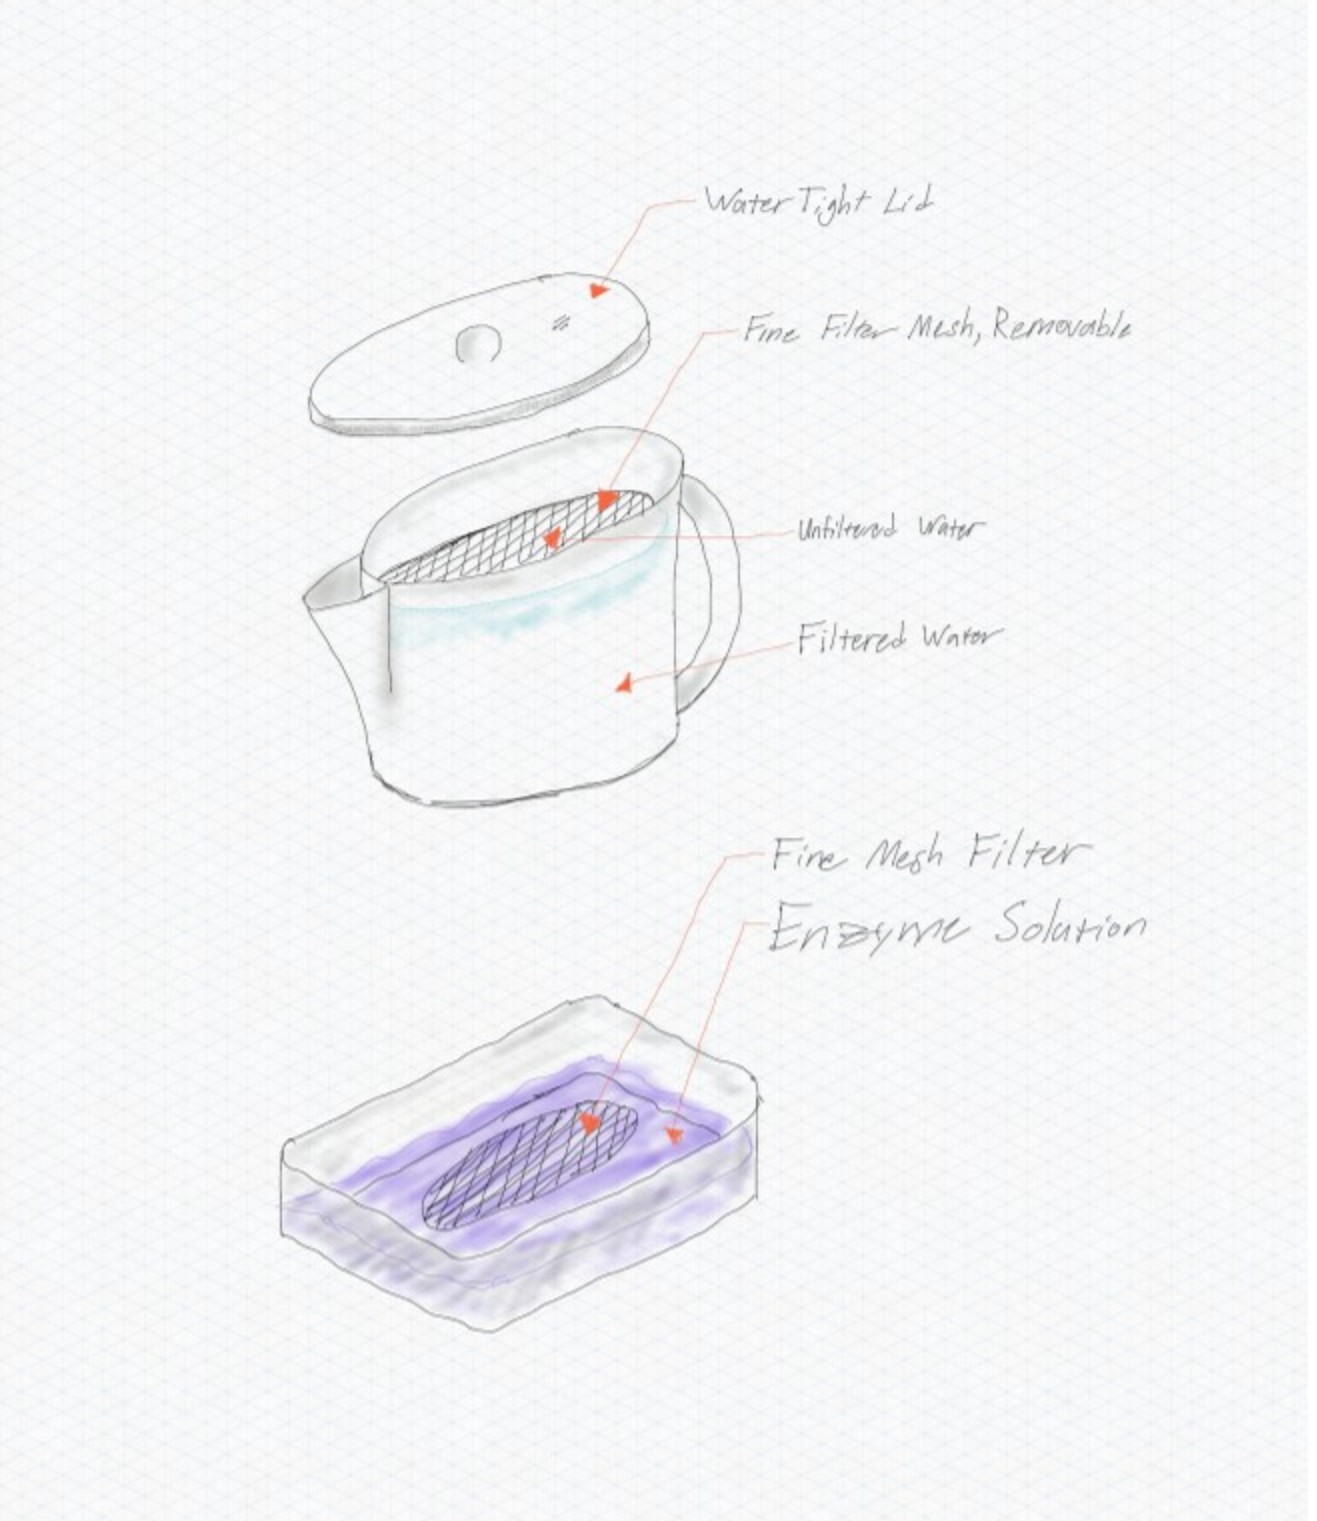 Water Tight Lid
Fine Filter Mesh, Removable
Unfiltered Water
Filtered Water
Fine Mesh Filter
Enzyme Solution